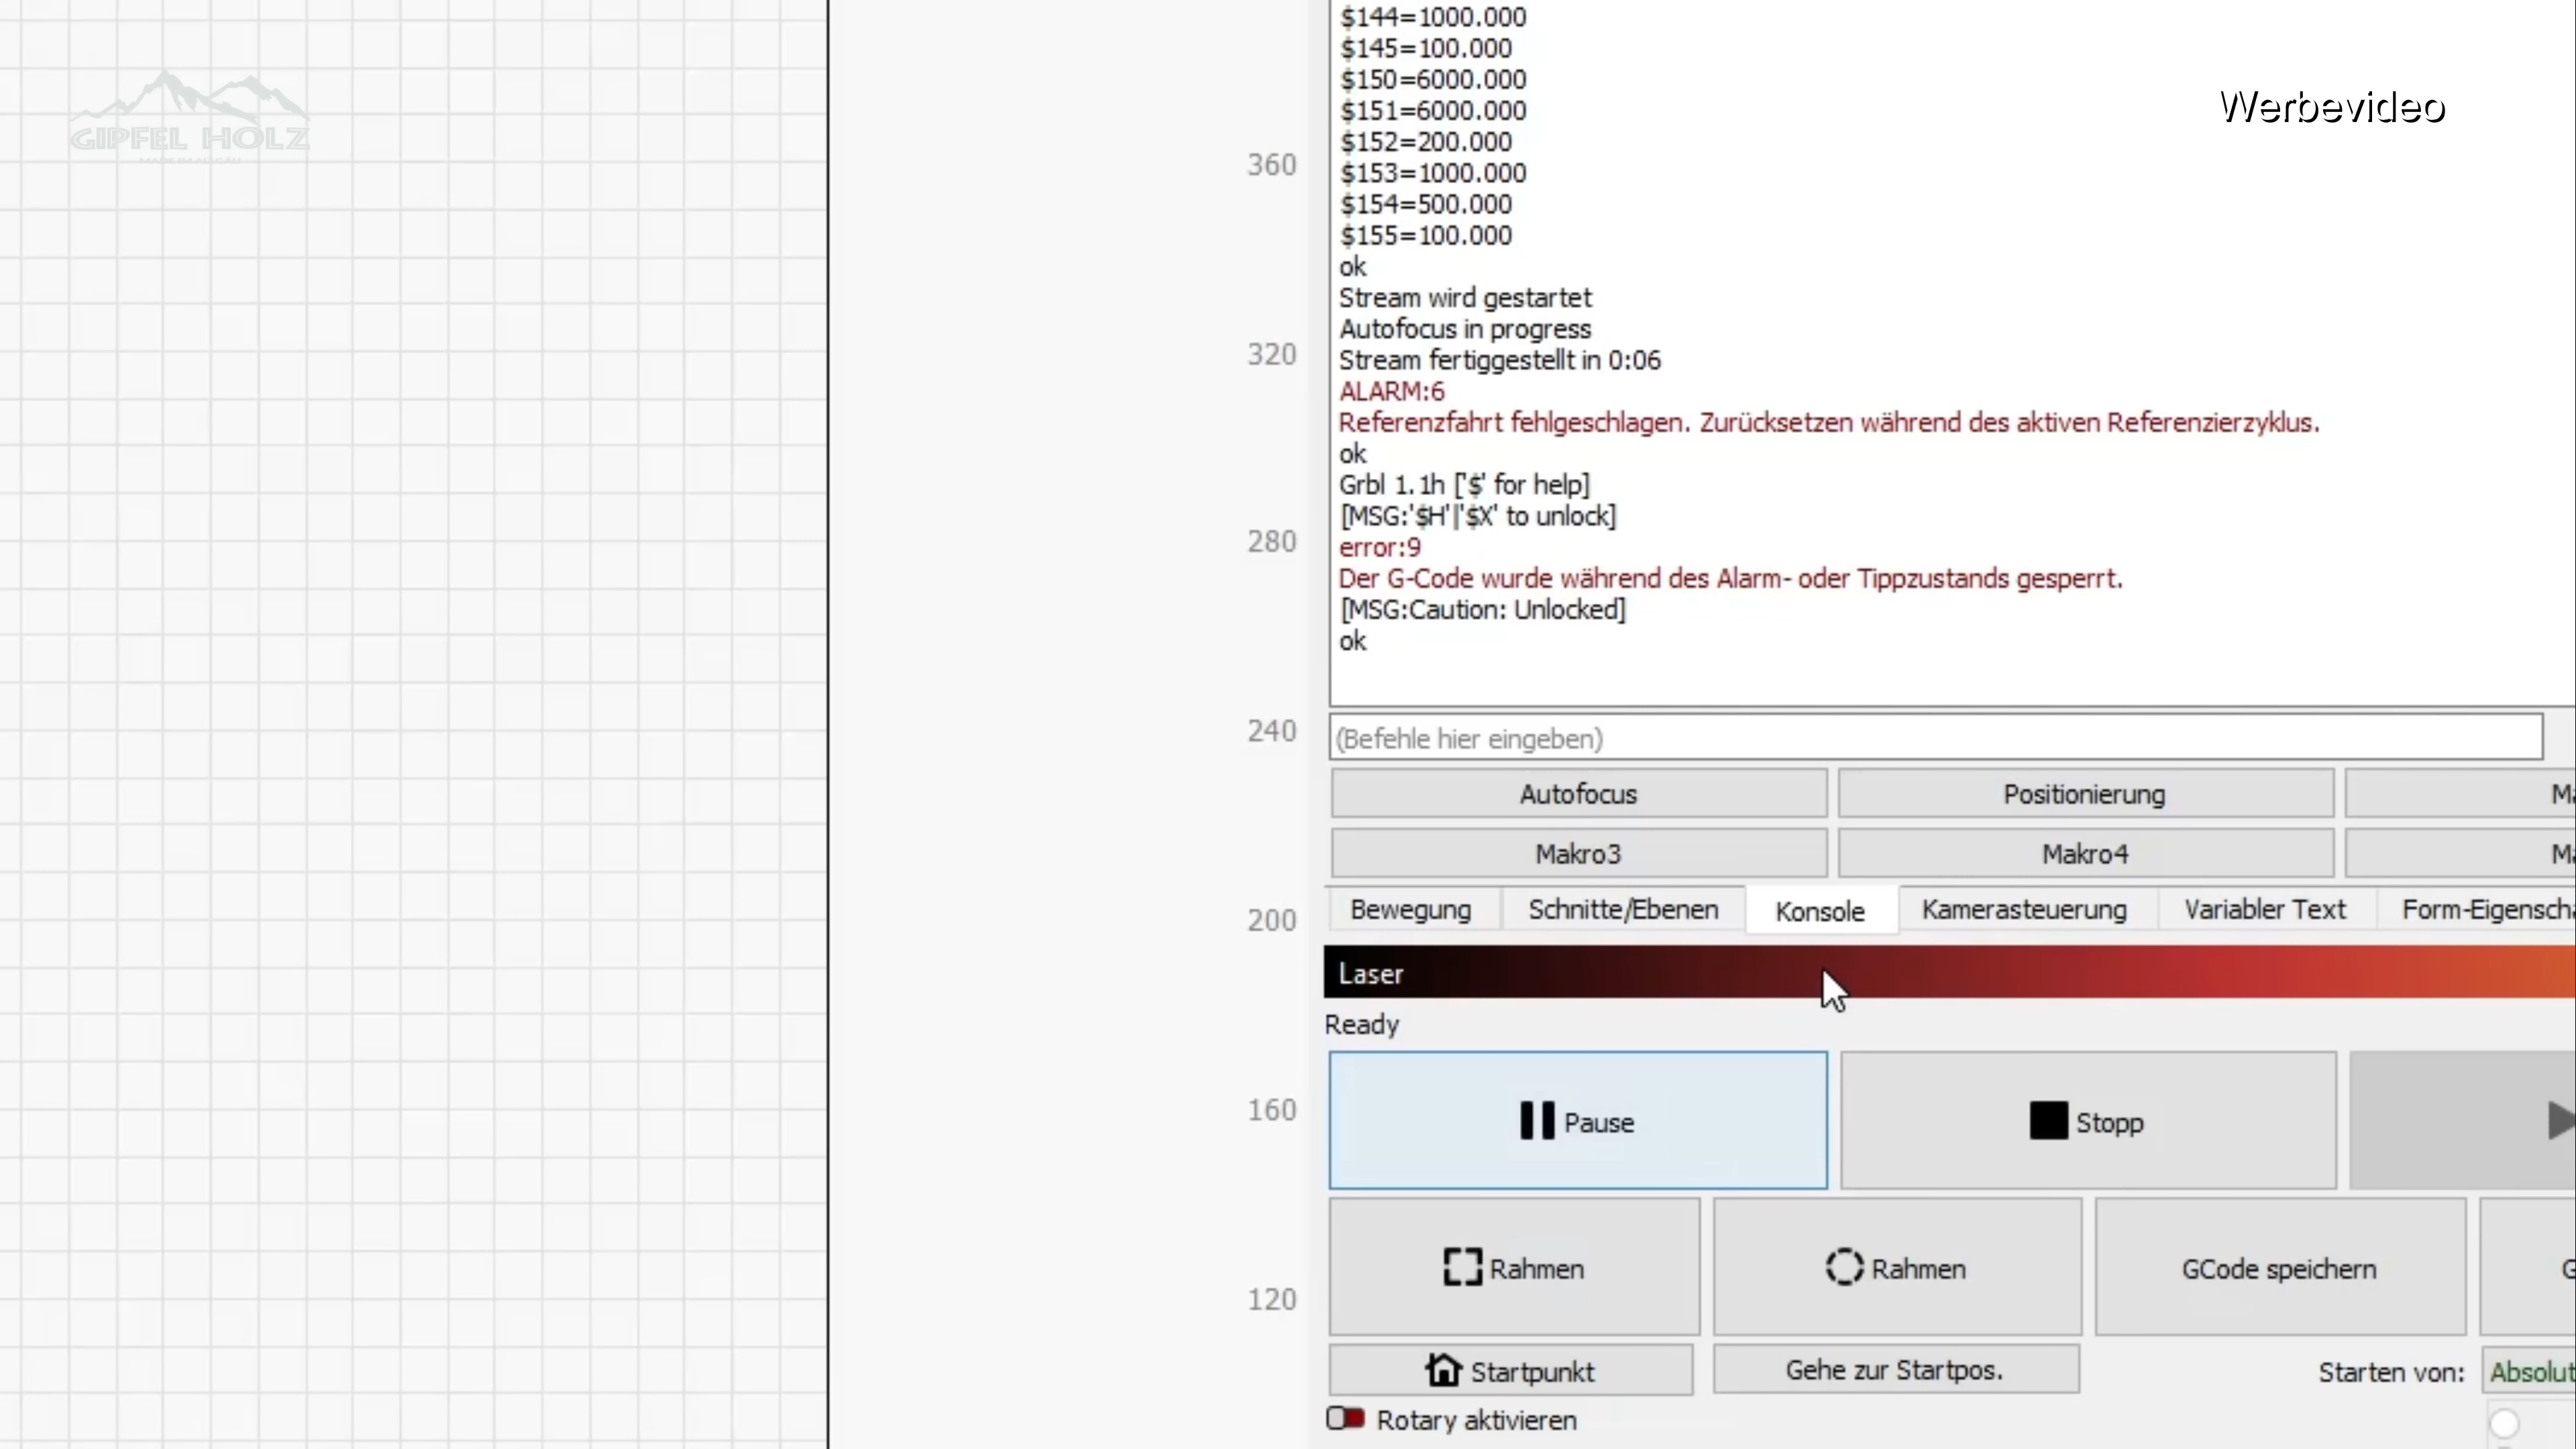 GIPFEL HOLZ
Werbevideo
$144=1000.000
$145=100.000
$150=6000.000
$151=6000.000
$152=200.000
$153=1000.000
$154=500.000
$155=100.000
ok
Stream wird gestartet
Autofocus in progress
Stream fertiggestellt in 0:06
ALARM:6
Referenzfahrt fehlgeschlagen. Zurücksetzen während des aktiven Referenzierzyklus.
ok
Grbl 1.1h ['$' for help]
[MSG:'$H'|'$X' to unlock]
error:9
Der G-Code wurde während des Alarm- oder Tippzustands gesperrt.
[MSG:Caution: Unlocked]
ok
360
320
280
240
200
160
120
(Befehle hier eingeben)
Autofocus Positionierung Ma
Makro3 Makro4 Ma
Bewegung Schnitte/Ebenen Konsole Kamerasteuerung Variabler Text Form-Eigenscha
Laser
Ready
Pause Stopp
Rahmen Rahmen GCode speichern G
Startpunkt Gehe zur Startpos. Starten von: Absolut
Rotary aktivieren